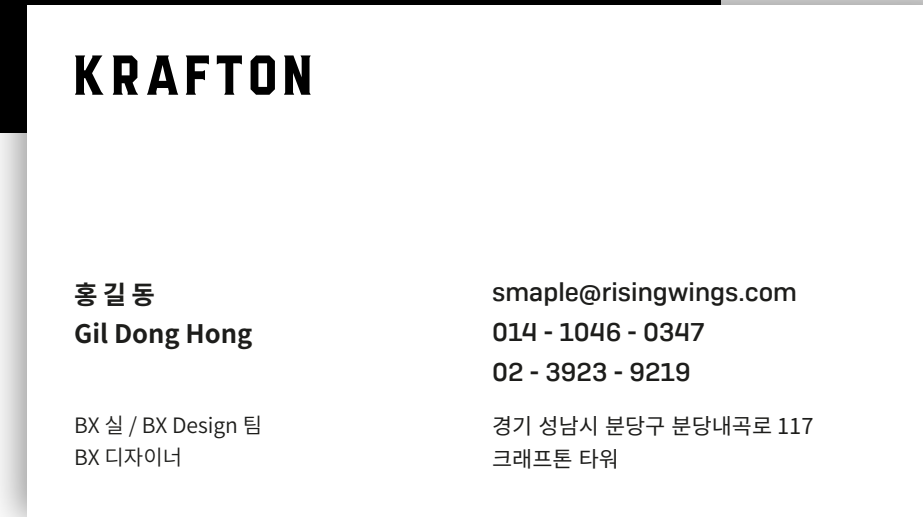 KRAFTON
홍길동
Gil Dong Hong
BX 실 / BX Design 팀
BX 디자이너
smaple@risingwings.com
014 - 1046 - 0347
02 - 3923 - 9219
경기 성남시 분당구 분당내곡로 117
크래프톤 타워